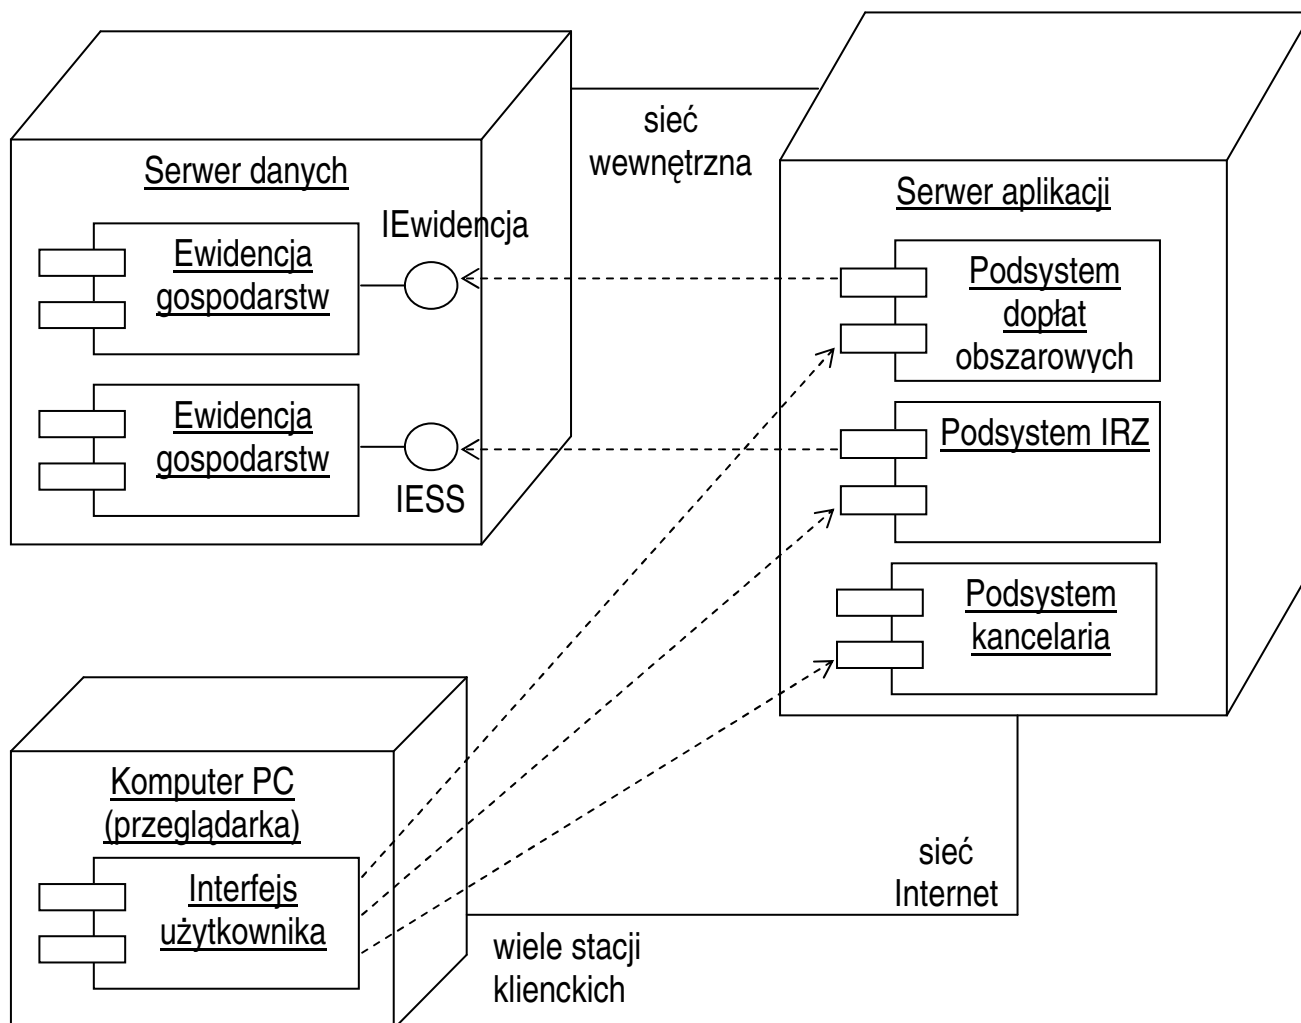 sieć
wewnętrzna
Serwer danych
IEwidencja
Ewidencja
gospodarstw
Ewidencja
gospodarstw
IESS
Serwer aplikacji
Podsystem
dopłat
obszarowych
Podsystem IRZ
Podsystem
kancelaria
Komputer PC
(przeglądarka)
Interfejs
użytkownika
sieć
Internet
wiele stacji
klienckich